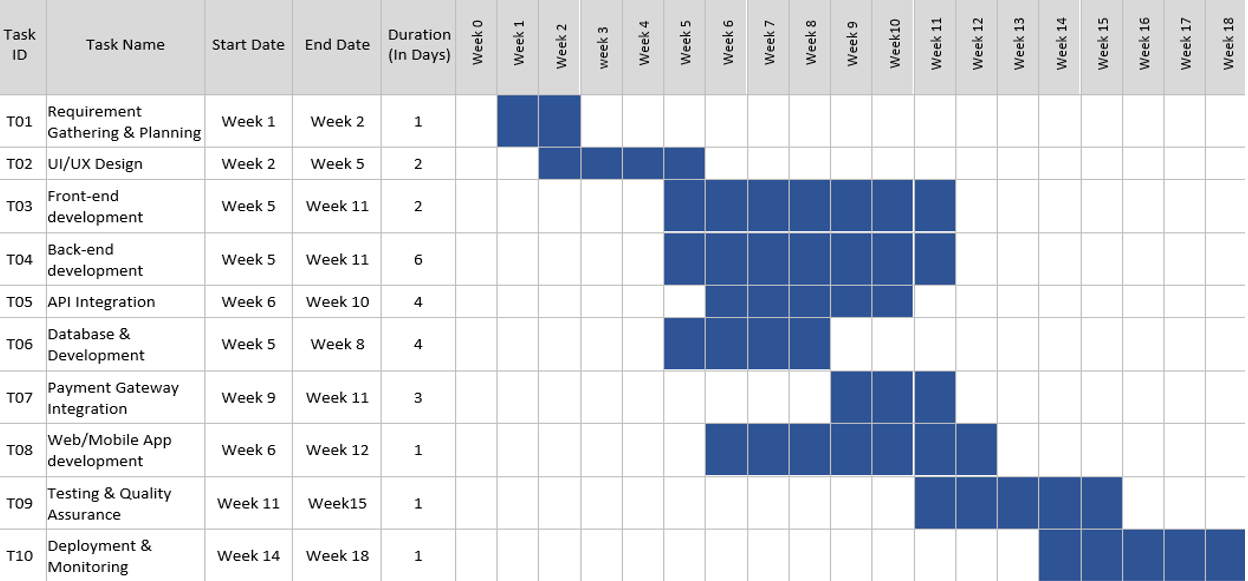 Task ID Task Name Start Date End Date Duration (In Days) Week 0 Week 1 Week 2 week 3 Week 4 Week 5 Week 6 Week 7 Week 8 Week 9 Week10 Week 11 Week 12 Week 13 Week 14 Week 15 Week 16 Week 17 Week 18
T01 Requirement Gathering & Planning Week 1 Week 2 1
T02 UI/UX Design Week 2 Week 5 2
T03 Front-end development Week 5 Week 11 2
T04 Back-end development Week 5 Week 11 6
T05 API Integration Week 6 Week 10 4
T06 Database & Development Week 5 Week 8 4
T07 Payment Gateway Integration Week 9 Week 11 3
T08 Web/Mobile App development Week 6 Week 12 1
T09 Testing & Quality Assurance Week 11 Week15 1
T10 Deployment & Monitoring Week 14 Week 18 1